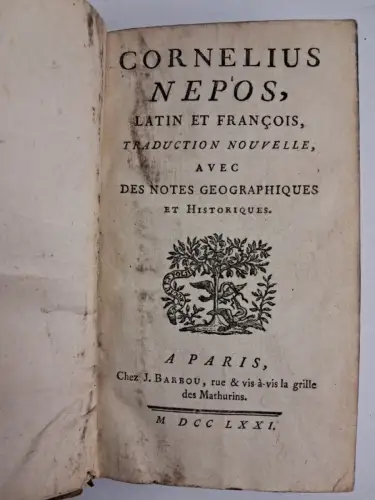 CORNELIUS
NEPOS,
LATIN ET FRANÇOIS,
TRADUCTION NOUVELLE,
AVEC
DES NOTES GEOGRAPHIQUES
ET HISTORIQUES.
A PARIS,
Chez J. BARBOU, rue & vis-à-vis la grille
des Mathurins.
M DCC LXXI.